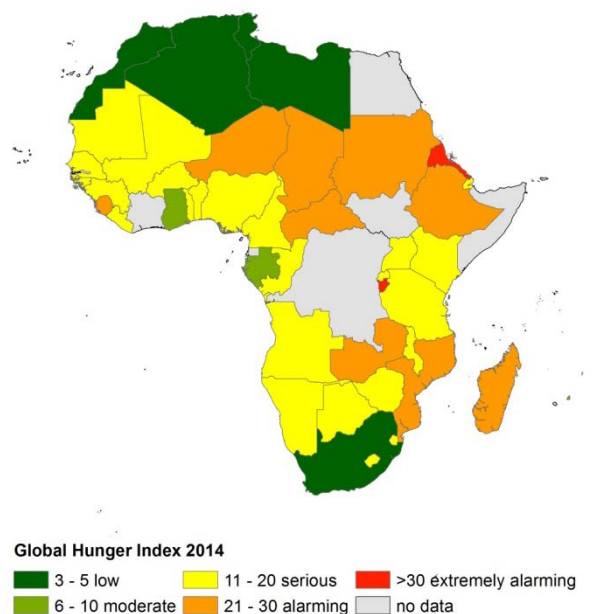 Global Hunger Index 2014
3 - 5 low
11 - 20 serious
>30 extremely alarming
6 - 10 moderate
21 - 30 alarming
no data